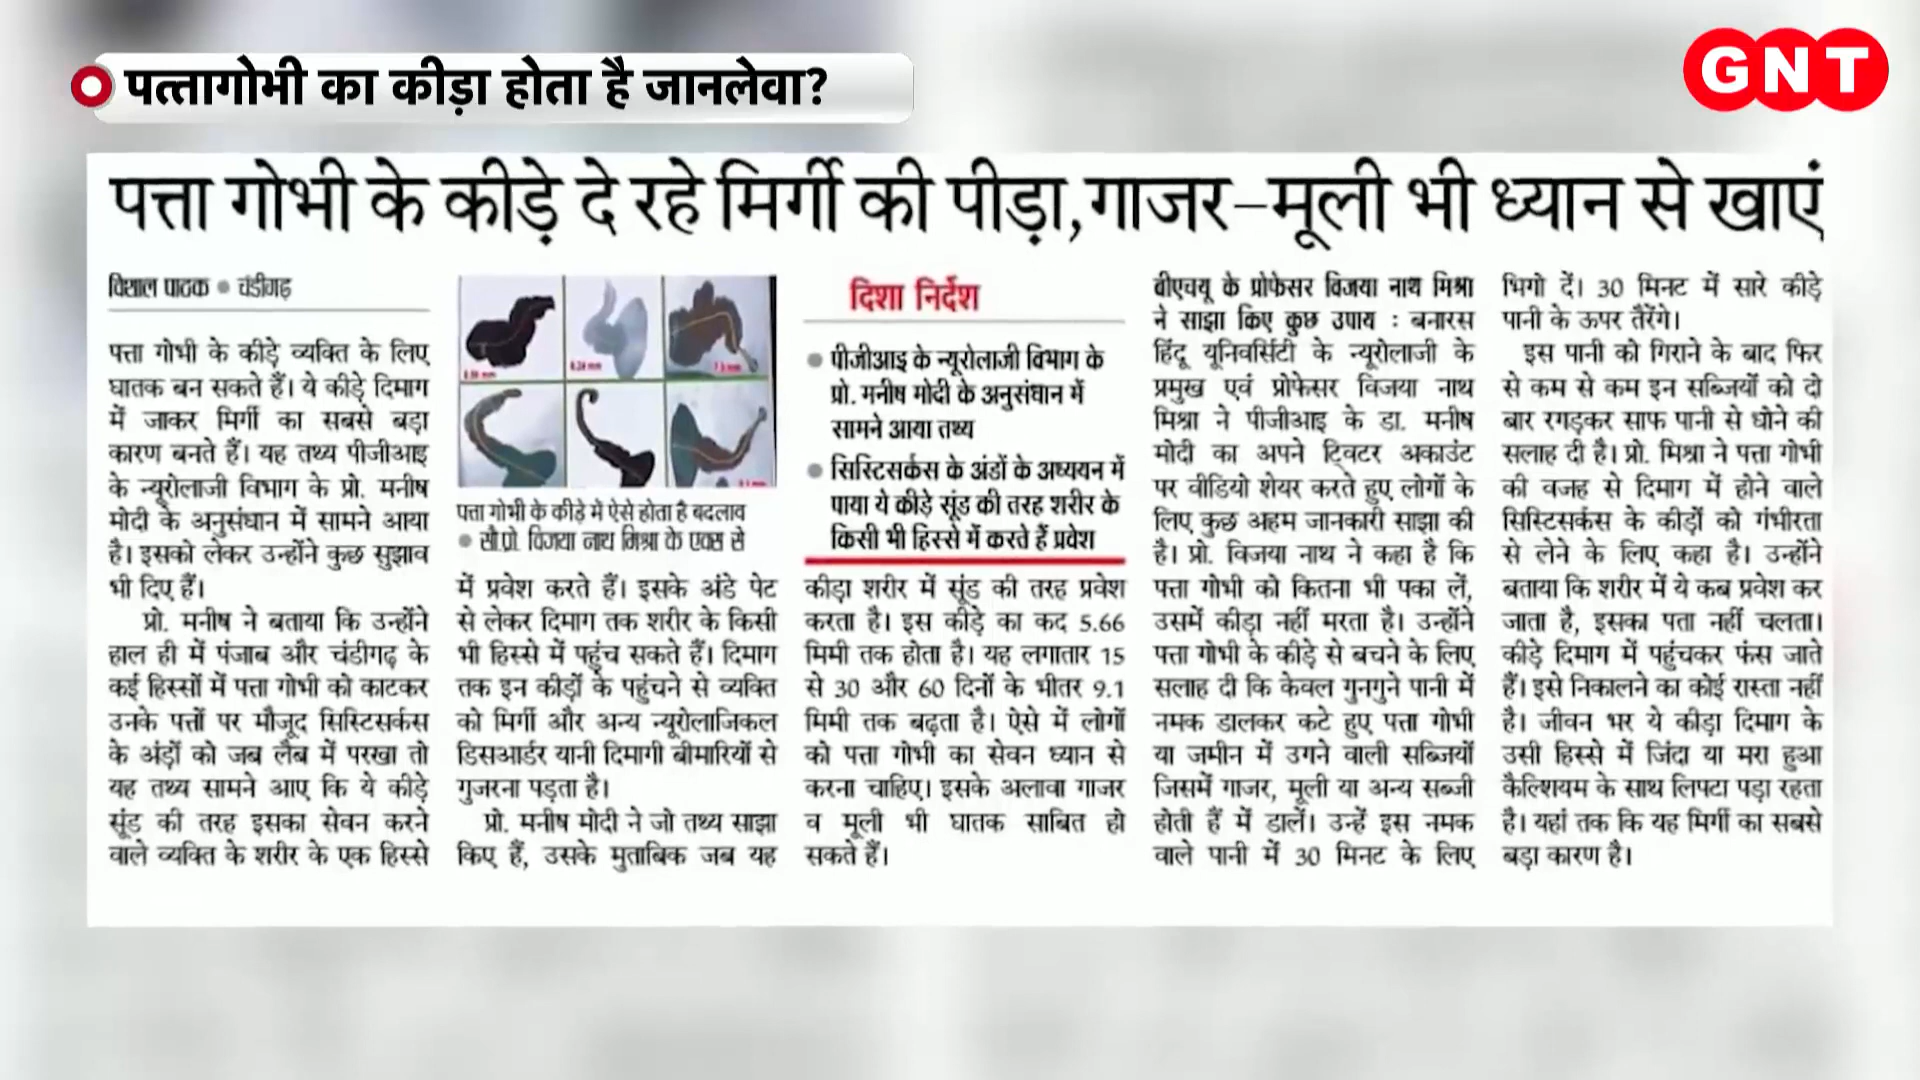 पत्तागोभी का कीड़ा होता है जानलेवा?
GNT
पत्ता गोभी के कीड़े दे रहे मिर्गी की पीड़ा,गाजर-मूली भी ध्यान से खाएं
विशाल पाठक ● चंडीगढ़
पत्ता गोभी के कीड़े व्यक्ति के लिए
घातक बन सकते हैं। ये कीड़े दिमाग
में जाकर मिर्गी का सबसे बड़ा
कारण बनते हैं। यह तथ्य पीजीआइ
के न्यूरोलाजी विभाग के प्रो. मनीष
मोदी के अनुसंधान में सामने आया
है। इसको लेकर उन्होंने कुछ सुझाव
भी दिए हैं।
प्रो. मनीष ने बताया कि उन्होंने
हाल ही में पंजाब और चंडीगढ़ के
कई हिस्सों में पत्ता गोभी को काटकर
उनके पत्तों पर मौजूद सिस्टिसर्कस
के अंड़ों को जब लैब में परखा तो
यह तथ्य सामने आए कि ये कीड़े
सूंड की तरह इसका सेवन करने
वाले व्यक्ति के शरीर के एक हिस्से
पत्ता गोभी के कीड़े में ऐसे होता है बदलाव
● सौ.प्रो. विजया नाथ मिश्रा के एक्स से
में प्रवेश करते हैं। इसके अंडे पेट
से लेकर दिमाग तक शरीर के किसी
भी हिस्से में पहुंच सकते हैं। दिमाग
तक इन कीड़ों के पहुंचने से व्यक्ति
को मिर्गी और अन्य न्यूरोलाजिकल
डिसआर्डर यानी दिमागी बीमारियों से
गुजरना पड़ता है।
प्रो. मनीष मोदी ने जो तथ्य साझा
किए हैं, उसके मुताबिक जब यह
दिशा निर्देश
● पीजीआइ के न्यूरोलाजी विभाग के
प्रो. मनीष मोदी के अनुसंधान में
सामने आया तथ्य
● सिस्टिसर्कस के अंडों के अध्ययन में
पाया ये कीड़े सूंड की तरह शरीर के
किसी भी हिस्से में करते हैं प्रवेश
कीड़ा शरीर में सूंड की तरह प्रवेश
करता है। इस कीड़े का कद 5.66
मिमी तक होता है। यह लगातार 15
से 30 और 60 दिनों के भीतर 9.1
मिमी तक बढ़ता है। ऐसे में लोगों
को पत्ता गोभी का सेवन ध्यान से
करना चाहिए। इसके अलावा गाजर
व मूली भी घातक साबित हो
सकते हैं।
बीएचयू के प्रोफेसर विजया नाथ मिश्रा
ने साझा किए कुछ उपाय : बनारस
हिंदू यूनिवर्सिटी के न्यूरोलाजी के
प्रमुख एवं प्रोफेसर विजया नाथ
मिश्रा ने पीजीआइ के डा. मनीष
मोदी का अपने ट्विटर अकाउंट
पर वीडियो शेयर करते हुए लोगों के
लिए कुछ अहम जानकारी साझा की
है। प्रो. विजया नाथ ने कहा है कि
पत्ता गोभी को कितना भी पका लें,
उसमें कीड़ा नहीं मरता है। उन्होंने
पत्ता गोभी के कीड़े से बचने के लिए
सलाह दी कि केवल गुनगुने पानी में
नमक डालकर कटे हुए पत्ता गोभी
या जमीन में उगने वाली सब्जियों
जिसमें गाजर, मूली या अन्य सब्जी
होती हैं में डालें। उन्हें इस नमक
वाले पानी में 30 मिनट के लिए
भिगो दें। 30 मिनट में सारे कीड़े
पानी के ऊपर तैरेंगे।
इस पानी को गिराने के बाद फिर
से कम से कम इन सब्जियों को दो
बार रगड़कर साफ पानी से धोने की
सलाह दी है। प्रो. मिश्रा ने पत्ता गोभी
की वजह से दिमाग में होने वाले
सिस्टिसर्कस के कीड़ों को गंभीरता
से लेने के लिए कहा है। उन्होंने
बताया कि शरीर में ये कब प्रवेश कर
जाता है, इसका पता नहीं चलता।
कीड़े दिमाग में पहुंचकर फंस जाते
हैं। इसे निकालने का कोई रास्ता नहीं
है। जीवन भर ये कीड़ा दिमाग के
उसी हिस्से में जिंदा या मरा हुआ
कैल्शियम के साथ लिपटा पड़ा रहता
है। यहां तक कि यह मिर्गी का सबसे
बड़ा कारण है।